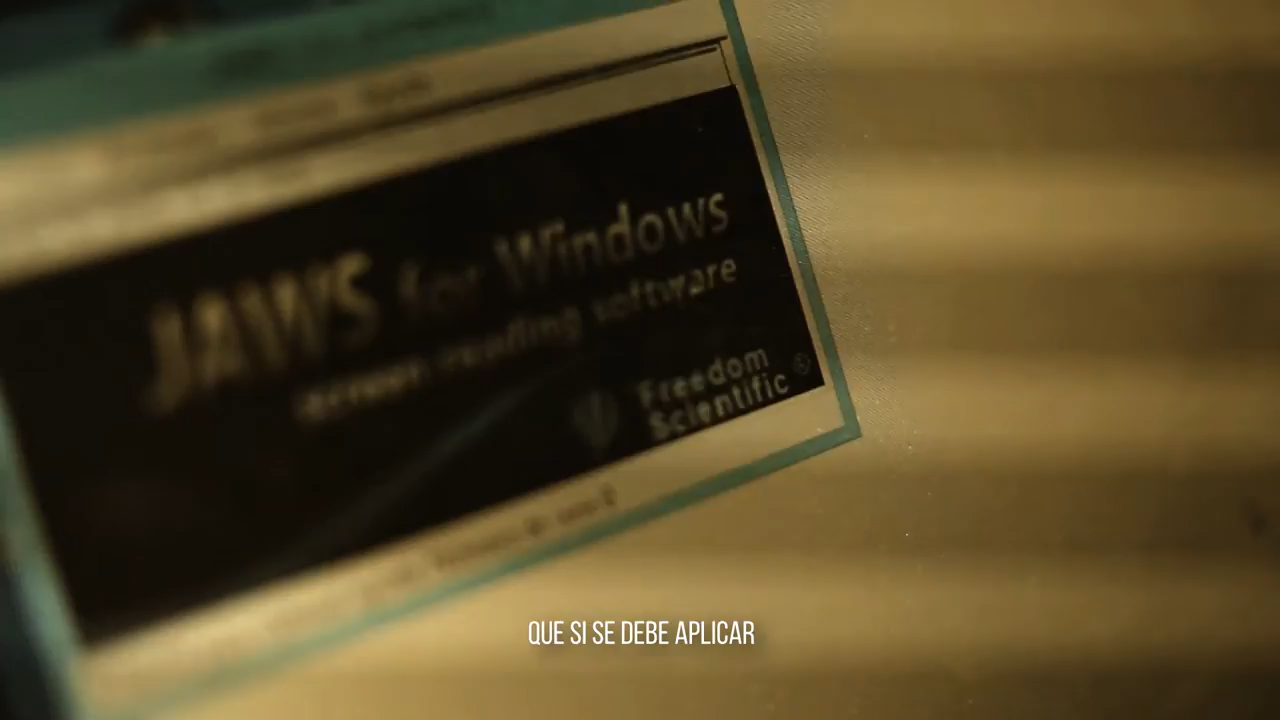 JAWS for Windows
screen reading software
Freedom
Scientific®
QUE SI SE DEBE APLICAR